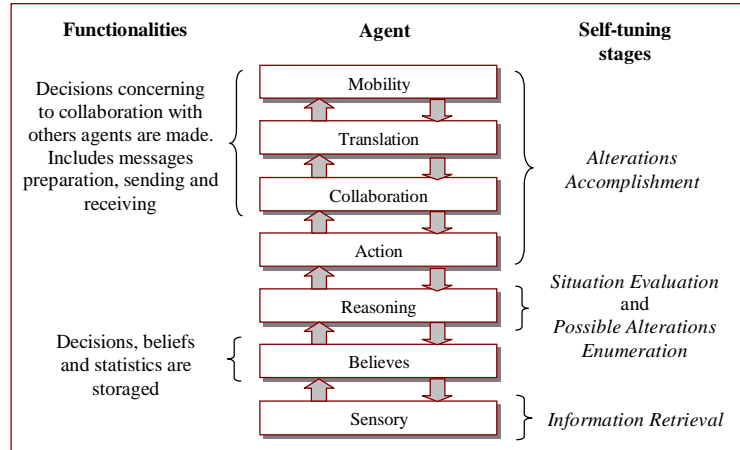 Functionalities
Agent
Self-tuning
stages
Decisions concerning
to collaboration with
others agents are made.
Includes messages
preparation, sending and
receiving
Mobility
Translation
Collaboration
Action
Reasoning
Believes
Sensory
Decisions, beliefs
and statistics are
storaged
Alterations
Accomplishment
Situation Evaluation
and
Possible Alterations
Enumeration
Information Retrieval